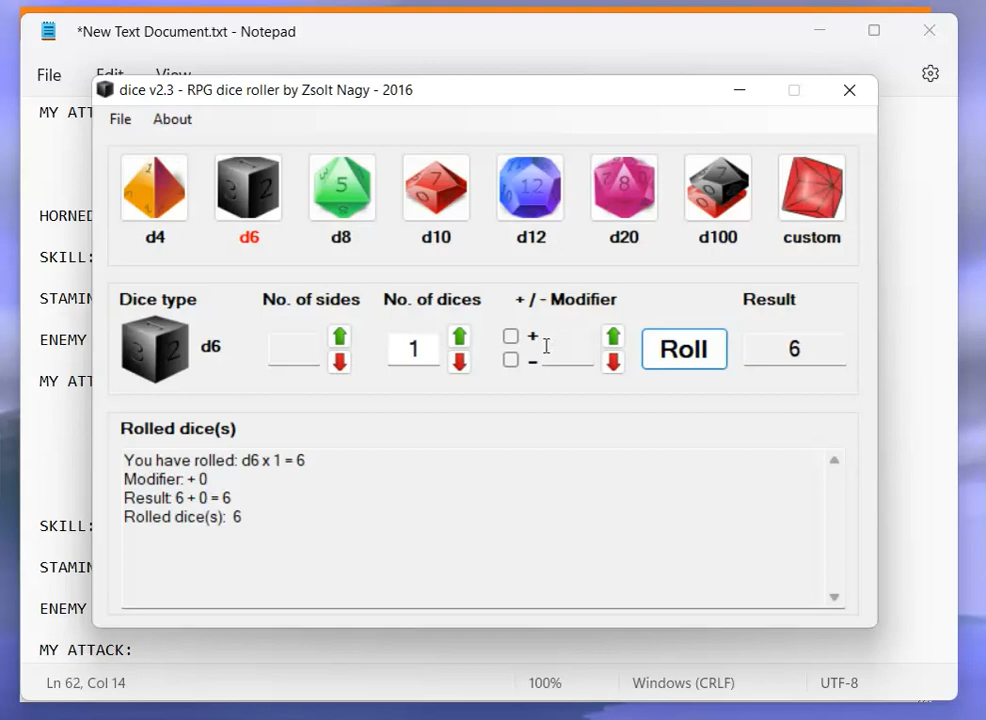 *New Text Document.txt - Notepad
File Edit View
MY ATT
HORNED
SKILL:
STAMIN
ENEMY
MY ATT
SKILL:
STAMIN
ENEMY
MY ATTACK:
Ln 62, Col 14 100% Windows (CRLF) UTF-8
dice v2.3 - RPG dice roller by Zsolt Nagy - 2016
File About
d4 d6 d8 d10 d12 d20 d100 custom
Dice type No. of sides No. of dices + / - Modifier Result
d6 1 + - Roll 6
Rolled dice(s)
You have rolled: d6 x 1 = 6
Modifier: + 0
Result: 6 + 0 = 6
Rolled dice(s): 6